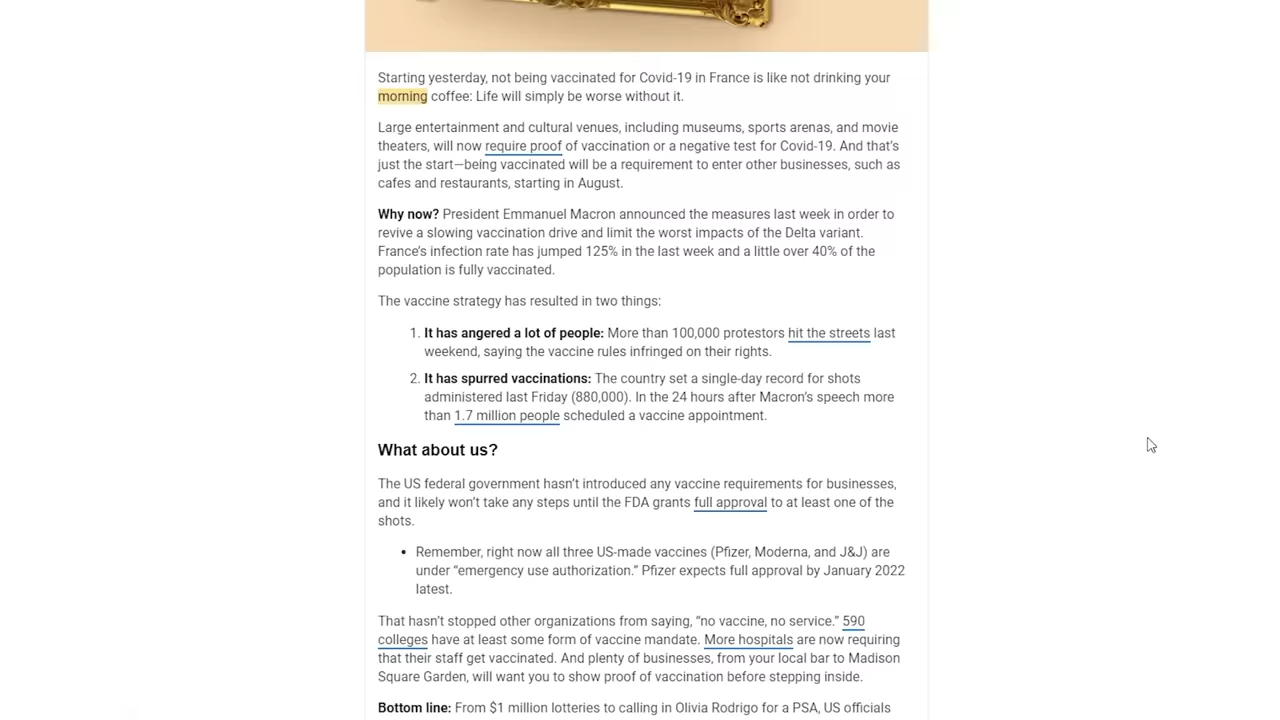 Starting yesterday, not being vaccinated for Covid-19 in France is like not drinking your
morning coffee: Life will simply be worse without it.
Large entertainment and cultural venues, including museums, sports arenas, and movie
theaters, will now require proof of vaccination or a negative test for Covid-19. And that’s
just the start—being vaccinated will be a requirement to enter other businesses, such as
cafes and restaurants, starting in August.
Why now? President Emmanuel Macron announced the measures last week in order to
revive a slowing vaccination drive and limit the worst impacts of the Delta variant.
France’s infection rate has jumped 125% in the last week and a little over 40% of the
population is fully vaccinated.
The vaccine strategy has resulted in two things:
1. It has angered a lot of people: More than 100,000 protestors hit the streets last
weekend, saying the vaccine rules infringed on their rights.
2. It has spurred vaccinations: The country set a single-day record for shots
administered last Friday (880,000). In the 24 hours after Macron’s speech more
than 1.7 million people scheduled a vaccine appointment.
What about us?
The US federal government hasn’t introduced any vaccine requirements for businesses,
and it likely won’t take any steps until the FDA grants full approval to at least one of the
shots.
• Remember, right now all three US-made vaccines (Pfizer, Moderna, and J&J) are
under “emergency use authorization.” Pfizer expects full approval by January 2022
latest.
That hasn’t stopped other organizations from saying, “no vaccine, no service.” 590
colleges have at least some form of vaccine mandate. More hospitals are now requiring
that their staff get vaccinated. And plenty of businesses, from your local bar to Madison
Square Garden, will want you to show proof of vaccination before stepping inside.
Bottom line: From $1 million lotteries to calling in Olivia Rodrigo for a PSA, US officials